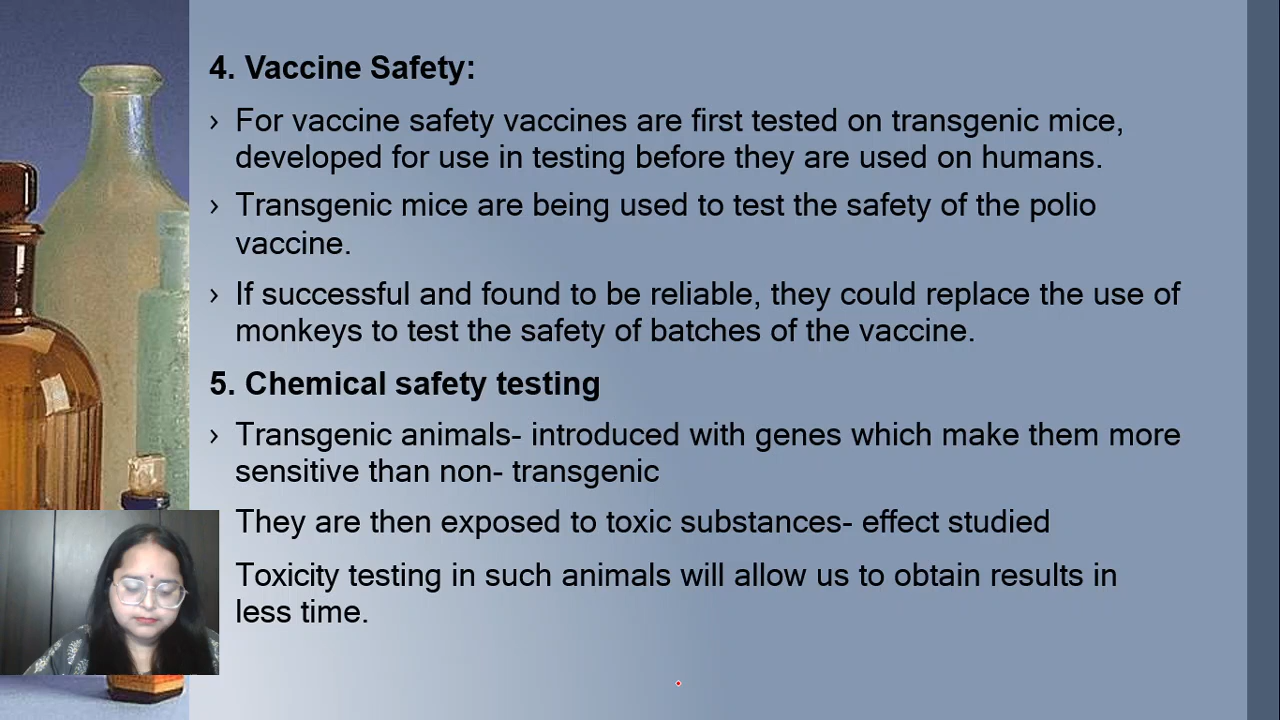 4. Vaccine Safety:
› For vaccine safety vaccines are first tested on transgenic mice,
developed for use in testing before they are used on humans.
› Transgenic mice are being used to test the safety of the polio
vaccine.
› If successful and found to be reliable, they could replace the use of
monkeys to test the safety of batches of the vaccine.
5. Chemical safety testing
› Transgenic animals- introduced with genes which make them more
sensitive than non- transgenic
They are then exposed to toxic substances- effect studied
Toxicity testing in such animals will allow us to obtain results in
less time.